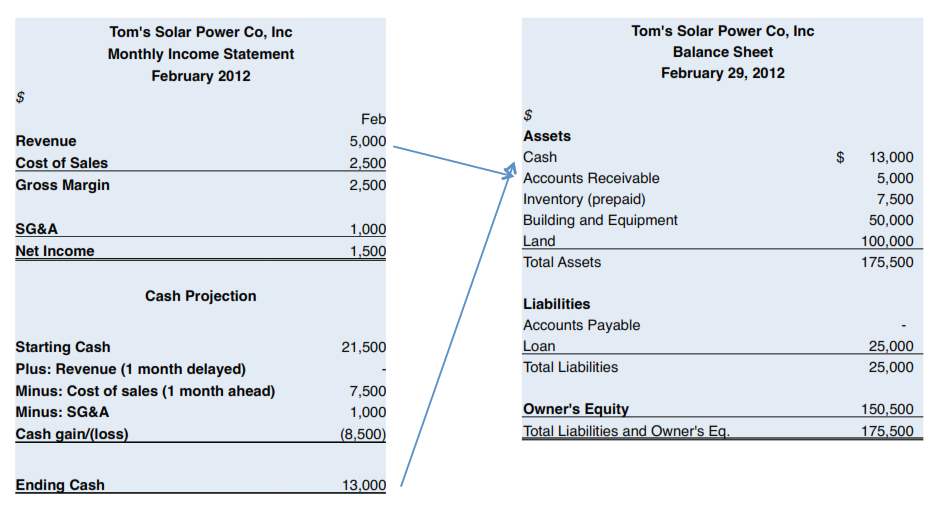 Tom's Solar Power Co, Inc
Monthly Income Statement
February 2012
$
Feb
Revenue 5,000
Cost of Sales 2,500
Gross Margin 2,500
SG&A 1,000
Net Income 1,500
Cash Projection
Starting Cash 21,500
Plus: Revenue (1 month delayed) -
Minus: Cost of sales (1 month ahead) 7,500
Minus: SG&A 1,000
Cash gain/(loss) (8,500)
Ending Cash 13,000
Tom's Solar Power Co, Inc
Balance Sheet
February 29, 2012
$
Assets
Cash $ 13,000
Accounts Receivable 5,000
Inventory (prepaid) 7,500
Building and Equipment 50,000
Land 100,000
Total Assets 175,500
Liabilities
Accounts Payable -
Loan 25,000
Total Liabilities 25,000
Owner's Equity 150,500
Total Liabilities and Owner's Eq. 175,500